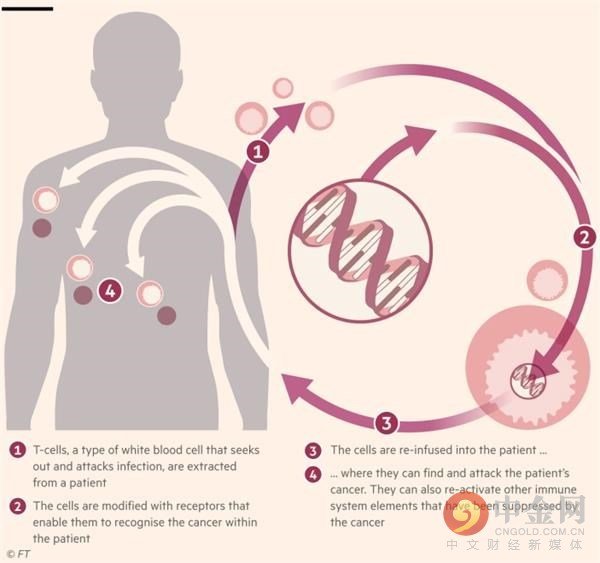 1
2
3
4
1 T-cells, a type of white blood cell that seeks
out and attacks infection, are extracted
from a patient
2 The cells are modified with receptors that
enable them to recognise the cancer within
the patient
3 The cells are re-infused into the patient ...
4 ... where they can find and attack the patient's
cancer. They can also re-activate other immune
system elements that have been suppressed by
the cancer
© FT
中金网
CNGOLD.COM.CN
中文财经新媒体